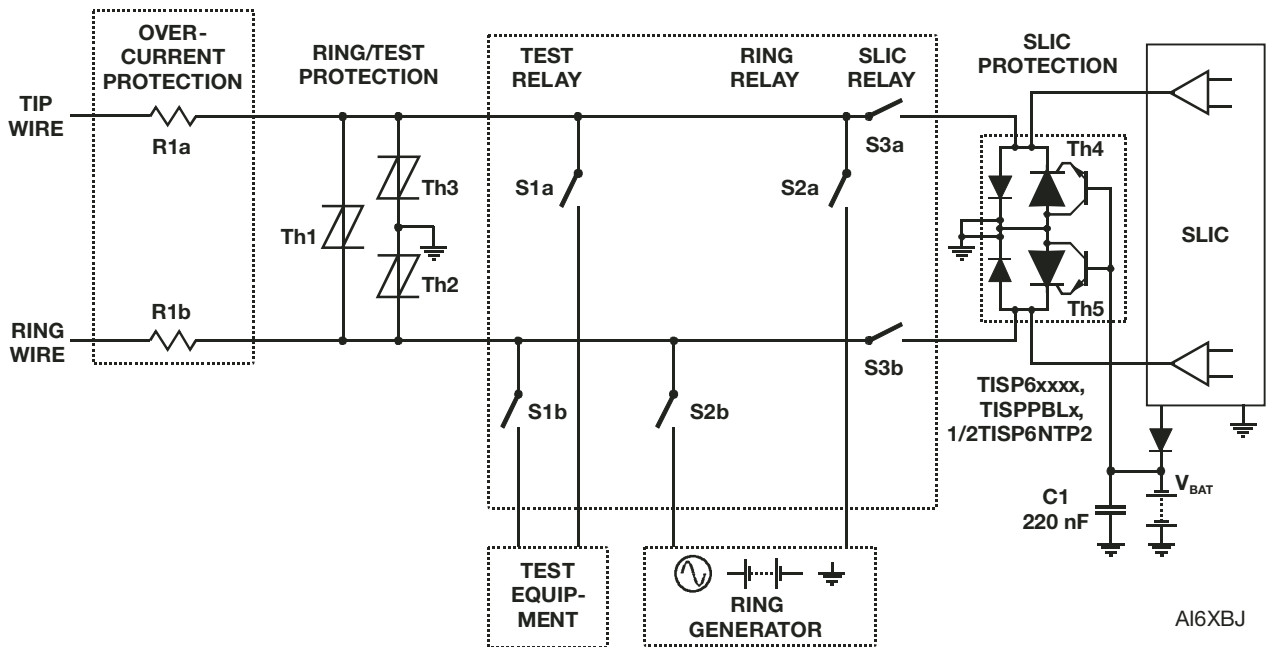 OVER-
CURRENT
PROTECTION
RING/TEST
PROTECTION
TEST
RELAY
RING
RELAY
SLIC
RELAY
SLIC
PROTECTION
TIP
WIRE
R1a
S3a
Th4
Th3
S1a
S2a
Th1
SLIC
Th2
R1b
Th5
RING
WIRE
S3b
S1b
S2b
TISP6xxxx,
TISPPBLx,
1/2TISP6NTP2
C1
220 nF
VBAT
TEST
EQUIP-
MENT
RING
GENERATOR
AI6XBJ